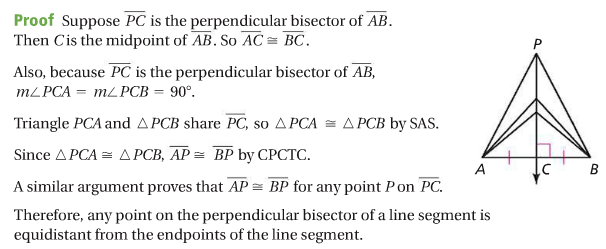 Proof Suppose PC is the perpendicular bisector of AB.
Then C is the midpoint of AB. So AC ≅ BC.
Also, because PC is the perpendicular bisector of AB,
m∠PCA = m∠PCB = 90°.
Triangle PCA and △PCB share PC, so △PCA ≅ △PCB by SAS.
Since △PCA ≅ △PCB, AP ≅ BP by CPCTC.
A similar argument proves that AP ≅ BP for any point P on PC.
Therefore, any point on the perpendicular bisector of a line segment is
equidistant from the endpoints of the line segment.
P
A
C
B